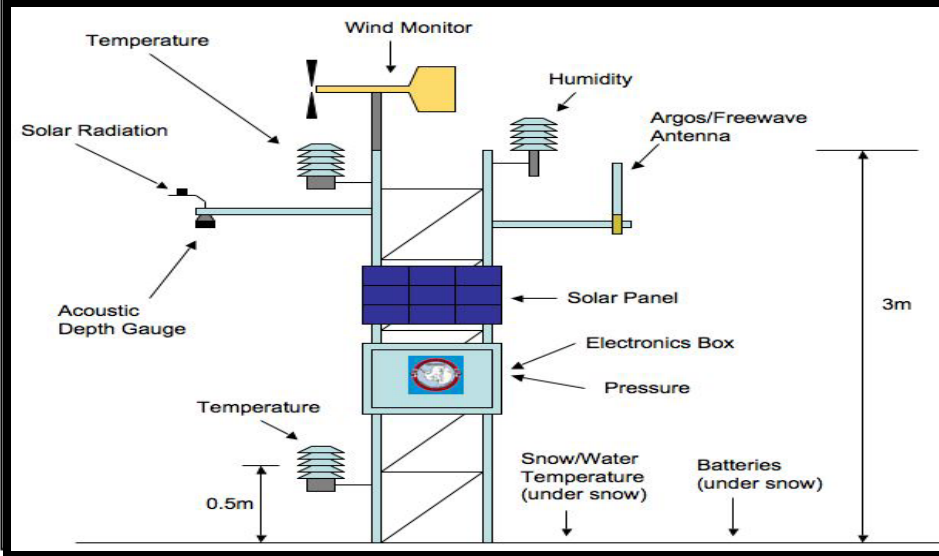 Wind Monitor
Temperature
Humidity
Argos/Freewave
Antenna
Solar Radiation
Acoustic
Depth Gauge
Solar Panel
3m
Electronics Box
Pressure
Temperature
0.5m
Snow/Water
Temperature
(under snow)
Batteries
(under snow)